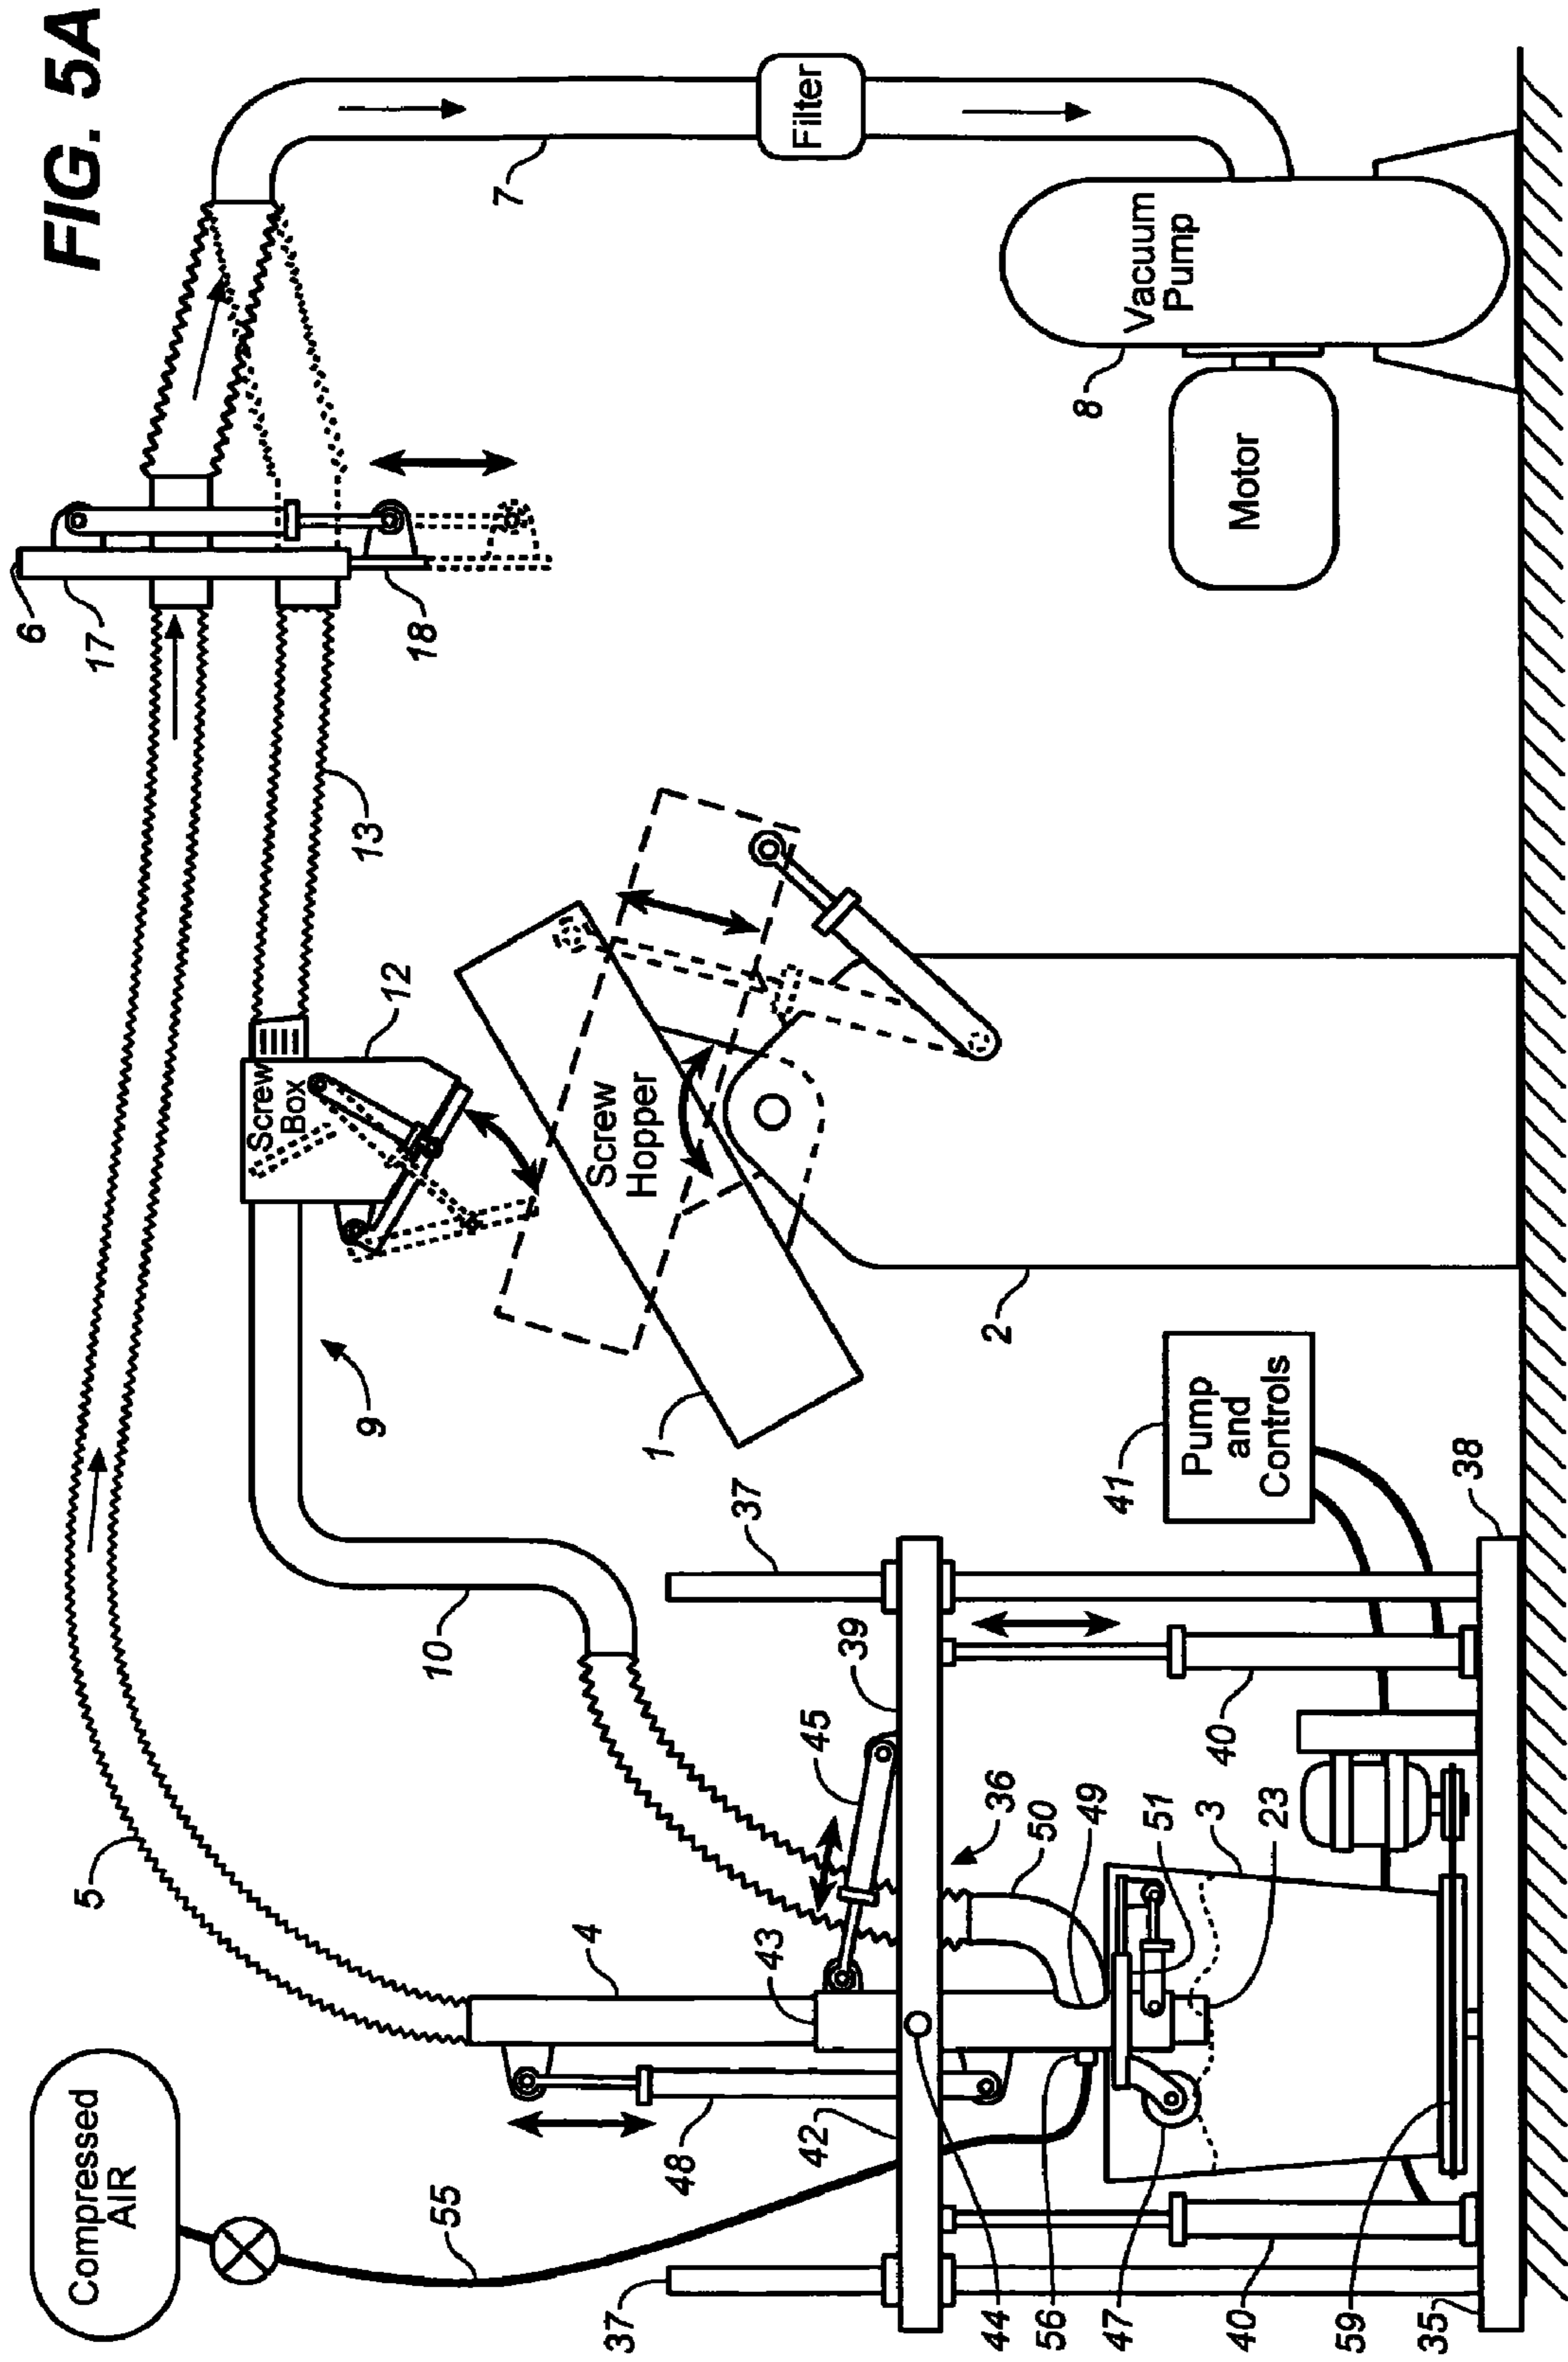 FIG. 5A
6
Compressed
AIR
5
17
Screw
Box
9
13
12
18
55
10
7
4
Screw
Hopper
1
37
37
48
43
45
39
Filter
42
44
36
2
56
50
49
47
51
41
8
Vacuum
Pump
Pump
and
Controls
Motor
40
3
40
23
59
35
38